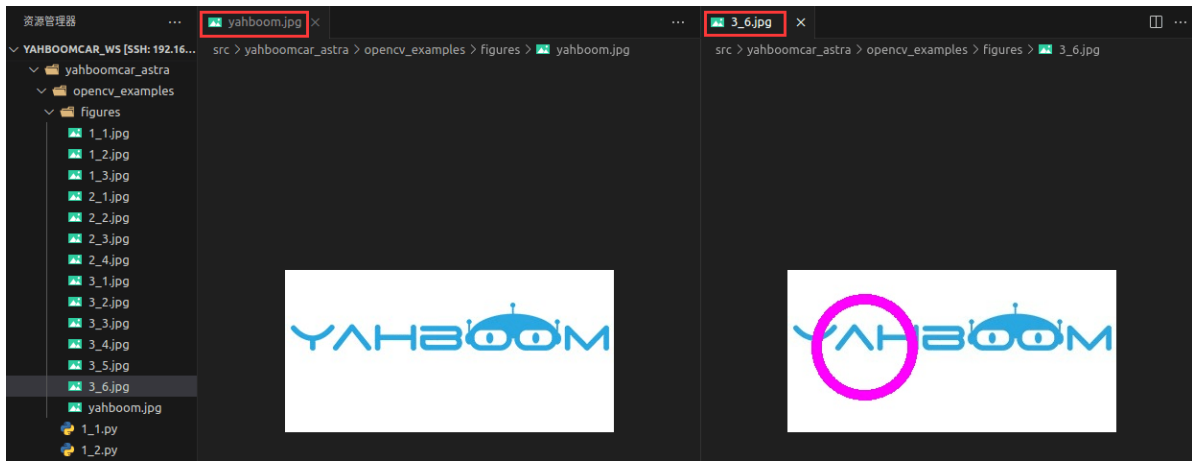 资源管理器
YAHBOOMCAR_WS [SSH: 192.16...
yahboomcar_astra
opencv_examples
figures
1_1.jpg
1_2.jpg
1_3.jpg
2_1.jpg
2_2.jpg
2_3.jpg
2_4.jpg
3_1.jpg
3_2.jpg
3_3.jpg
3_4.jpg
3_5.jpg
3_6.jpg
yahboom.jpg
1_1.py
1_2.py
yahboom.jpg
src > yahboomcar_astra > opencv_examples > figures > yahboom.jpg
YAHBOOM
3_6.jpg
src > yahboomcar_astra > opencv_examples > figures > 3_6.jpg
YAHBOOM